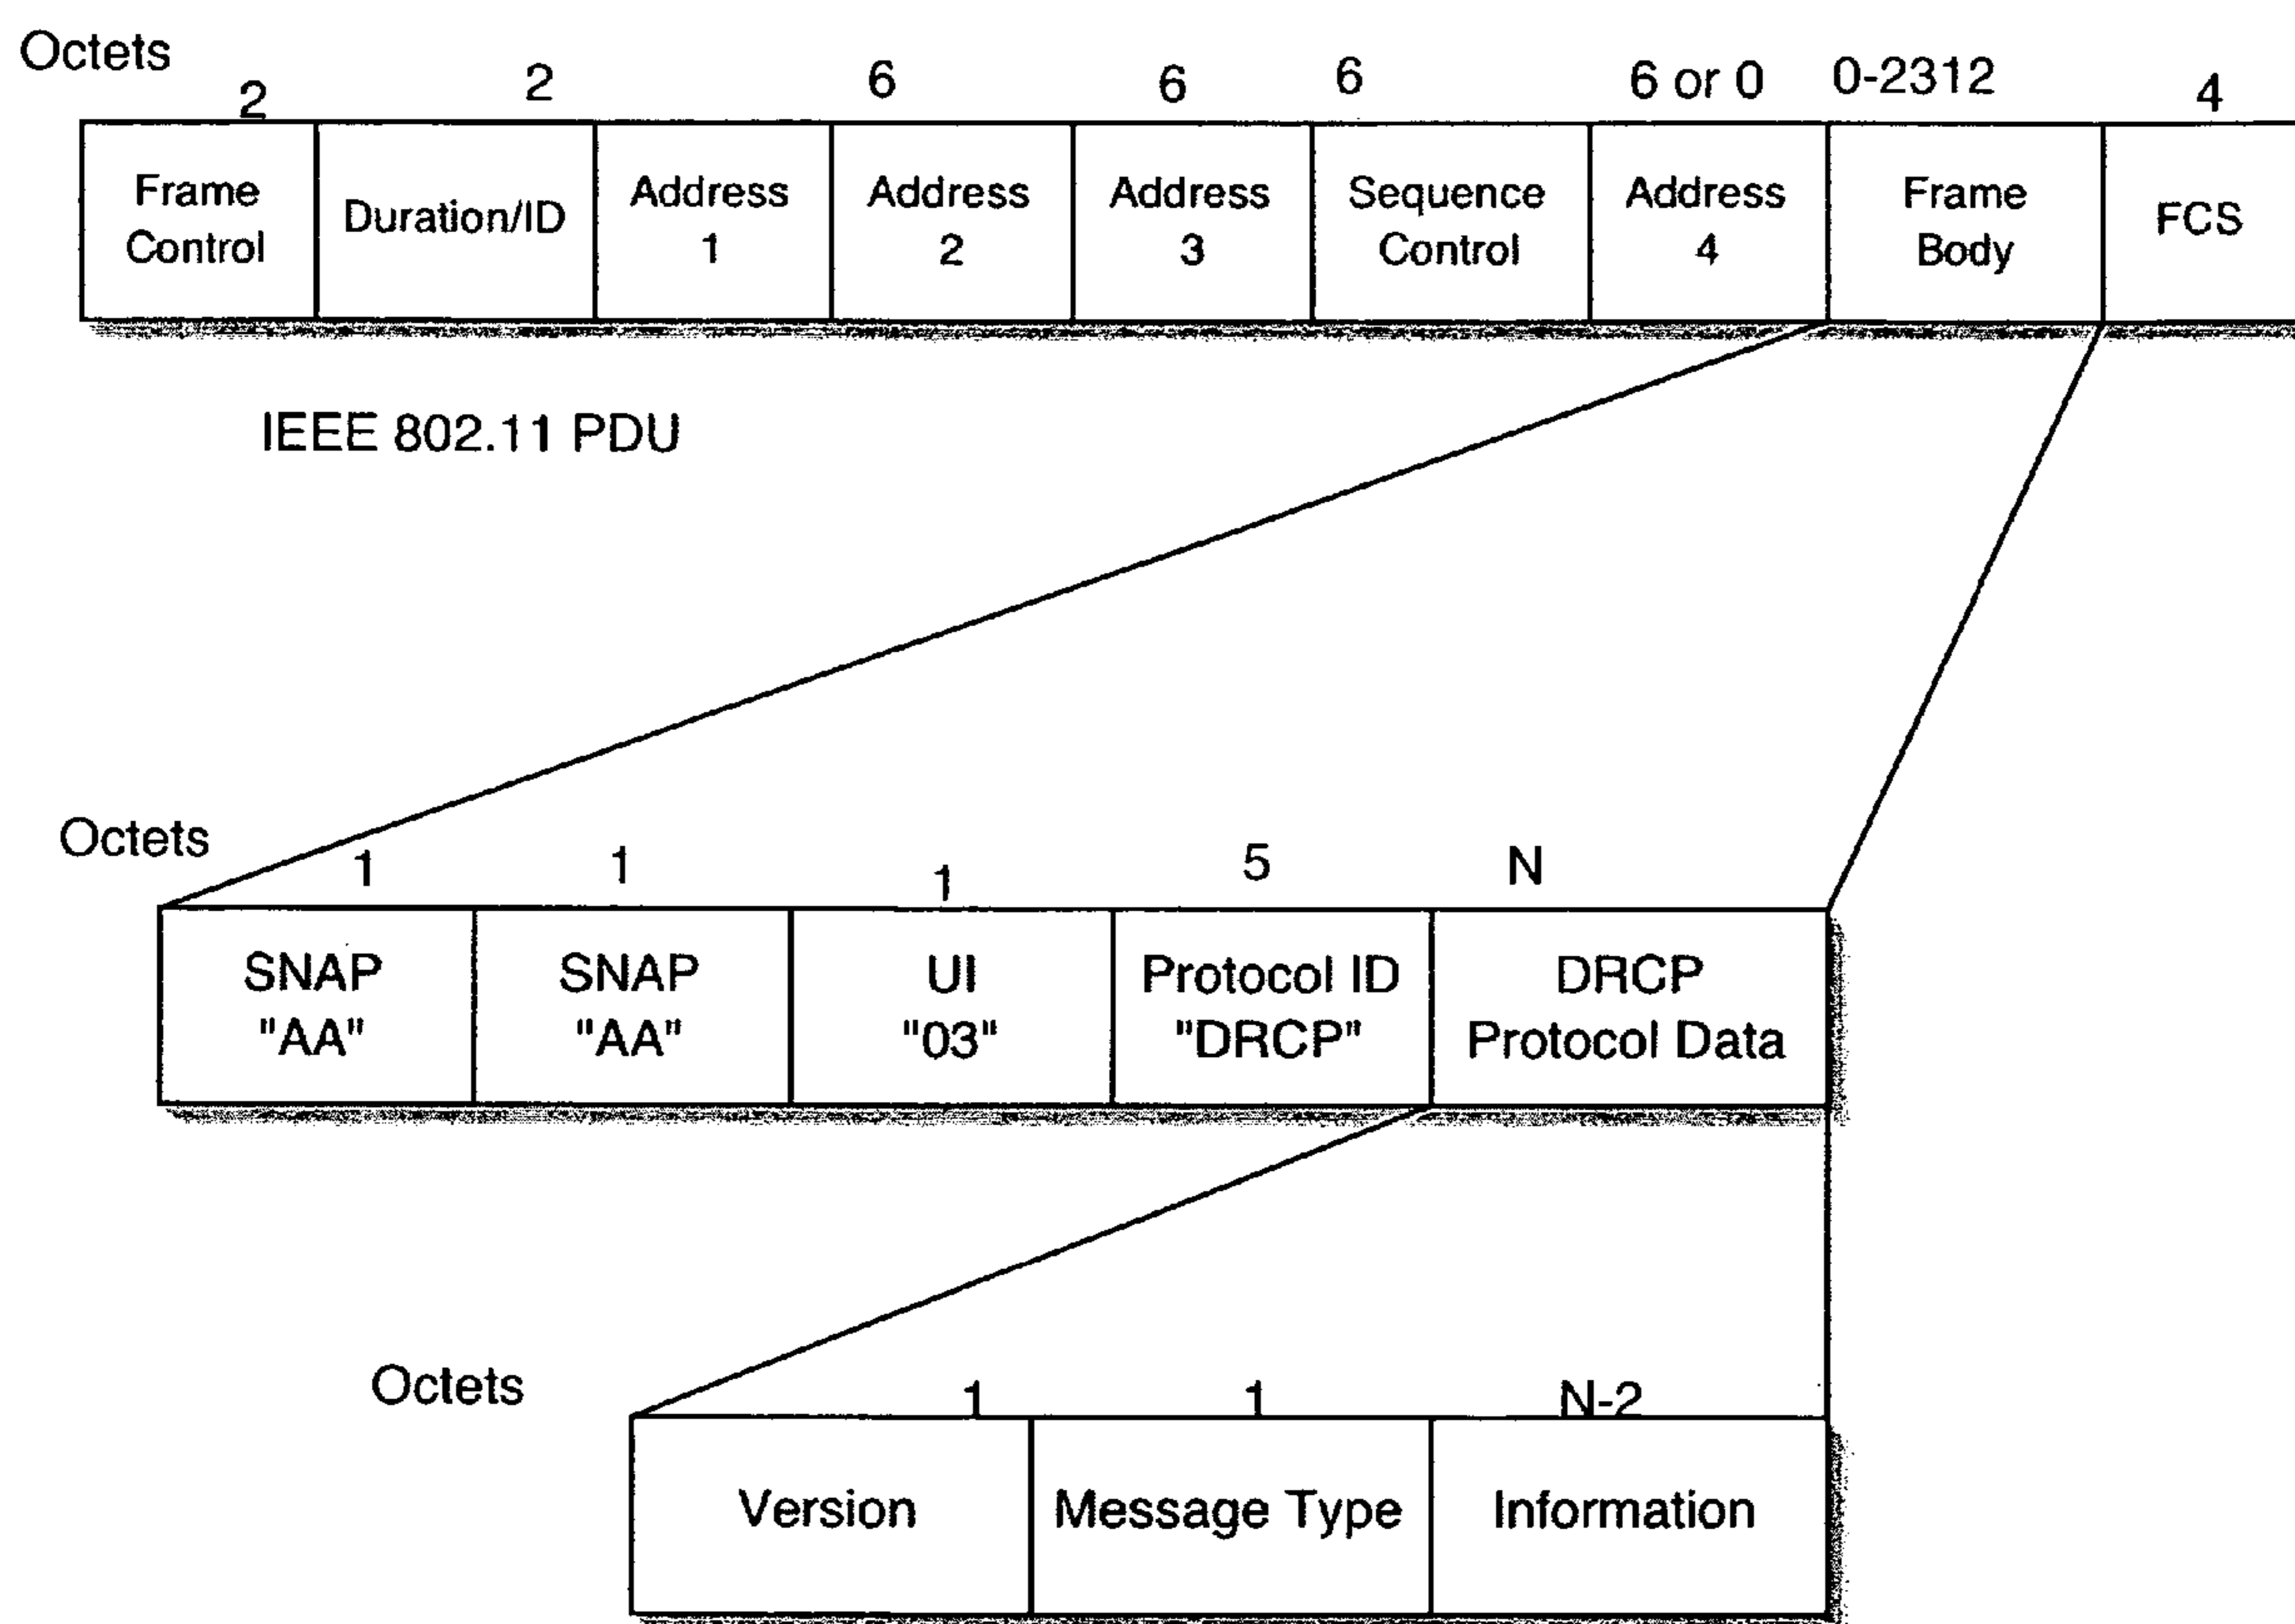 Octets
2 2 6 6 6 6 or 0 0-2312 4
Frame Control
Duration/ID
Address 1
Address 2
Address 3
Sequence Control
Address 4
Frame Body
FCS
IEEE 802.11 PDU
Octets
1 1 1 5 N
SNAP "AA"
SNAP "AA"
UI "03"
Protocol ID "DRCP"
DRCP Protocol Data
Octets
1 1 N-2
Version
Message Type
Information